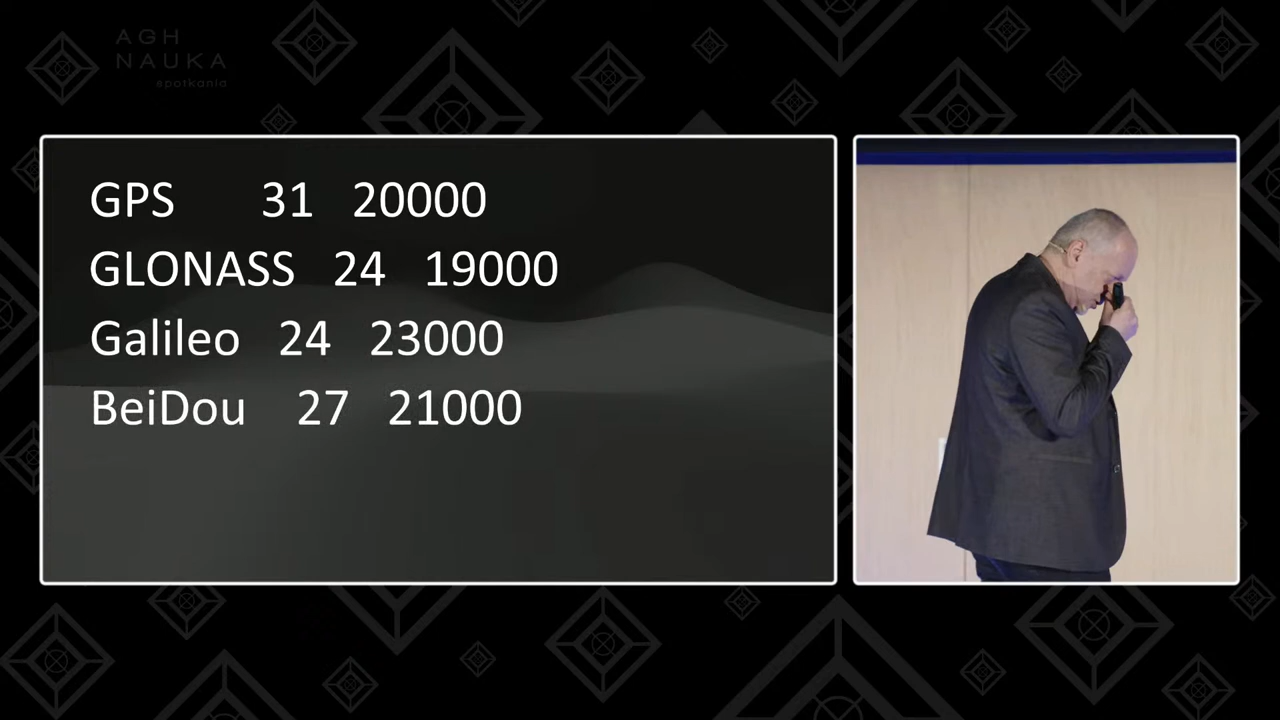 AGH
NAUKA
spotkania
GPS 31 20000
GLONASS 24 19000
Galileo 24 23000
BeiDou 27 21000